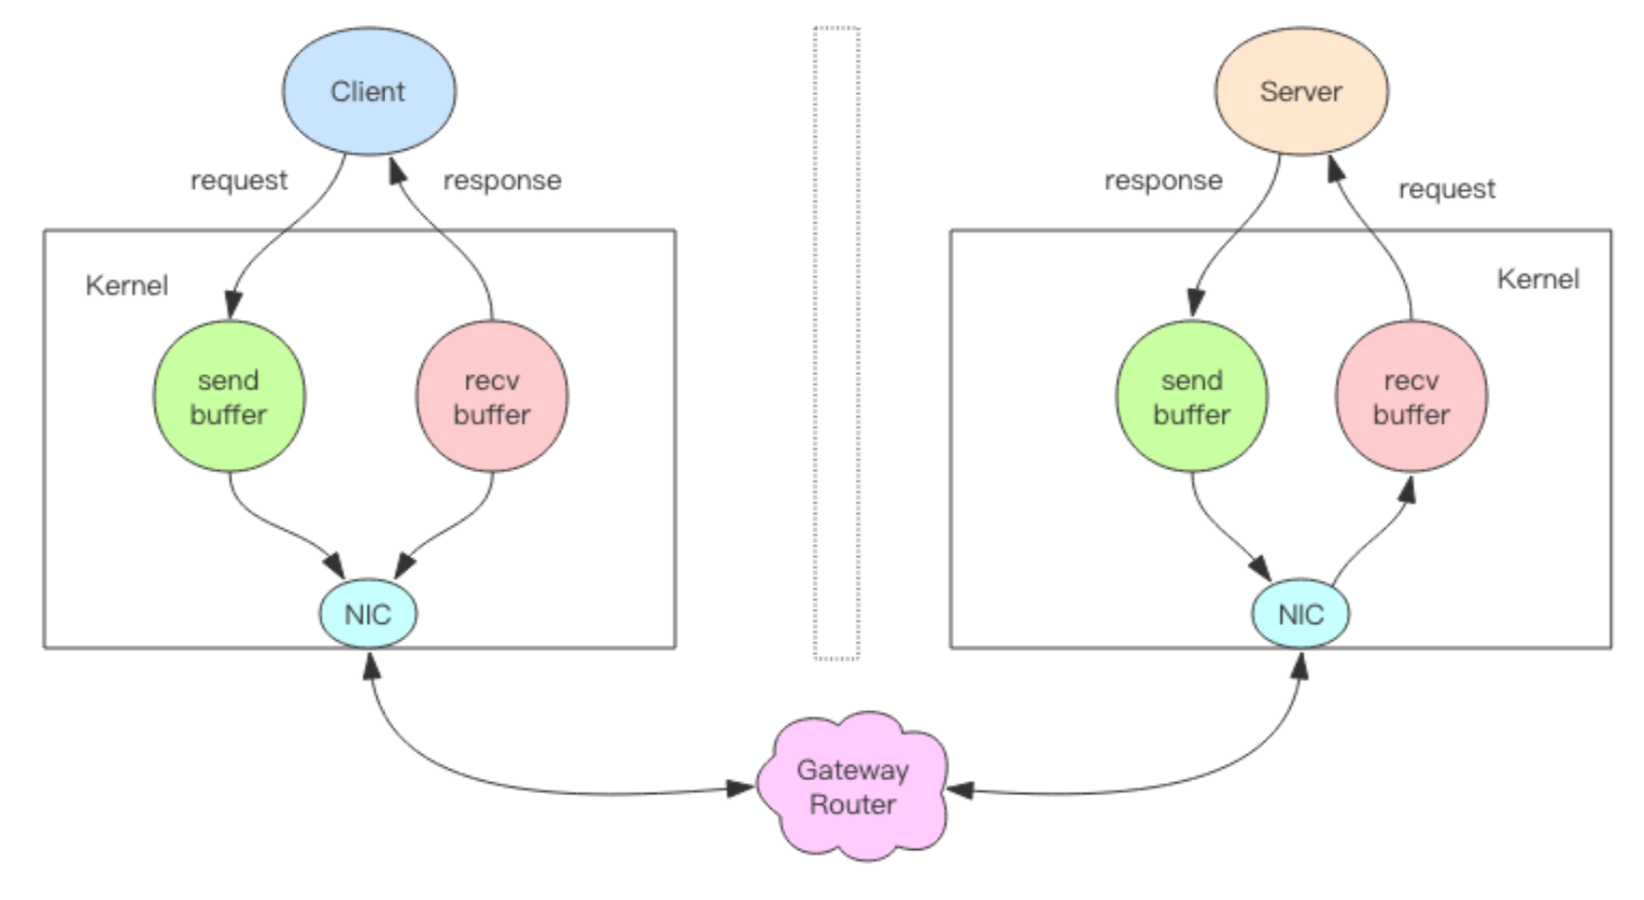 Client
Server
request
response
response
request
Kernel
Kernel
send
buffer
recv
buffer
send
buffer
recv
buffer
NIC
NIC
Gateway
Router